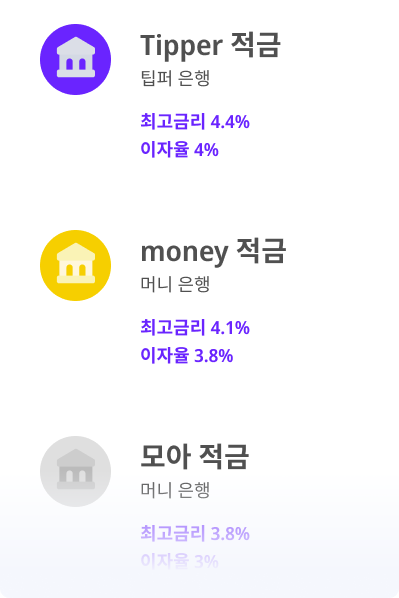 Tipper 적금
팁퍼 은행
최고금리 4.4%
이자율 4%
money 적금
머니 은행
최고금리 4.1%
이자율 3.8%
모아 적금
머니 은행
최고금리 3.8%
이자율 3%